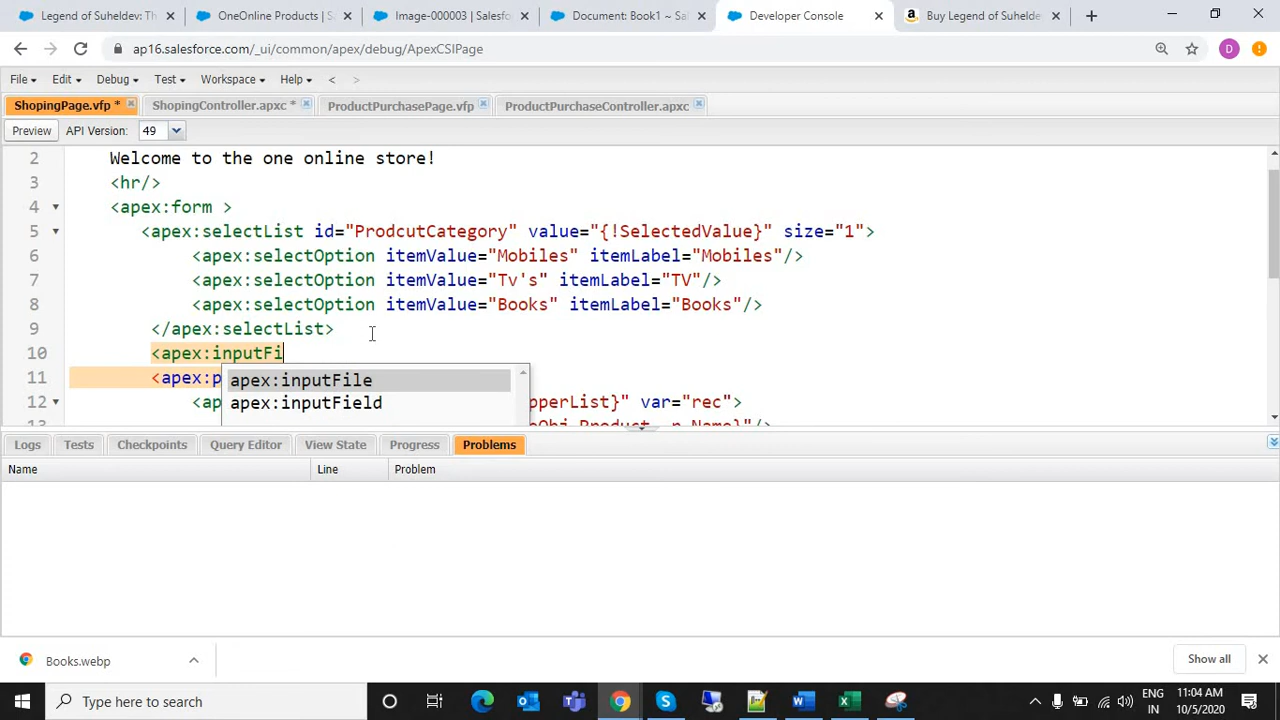 Legend of Suheldev: Th
OneOnline Products | S
Image-000003 | Salesfo
Document: Book1 ~ Sal
Developer Console
Buy Legend of Suhelde
ap16.salesforce.com/_ui/common/apex/debug/ApexCSIPage
D
File Edit Debug Test Workspace Help < >
ShopingPage.vfp * ShopingController.apxc * ProductPurchasePage.vfp ProductPurchaseController.apxc
Preview API Version: 49
2 Welcome to the one online store!
3 <hr/>
4 <apex:form >
5 <apex:selectList id="ProdcutCategory" value="{!SelectedValue}" size="1">
6 <apex:selectOption itemValue="Mobiles" itemLabel="Mobiles"/>
7 <apex:selectOption itemValue="Tv's" itemLabel="TV"/>
8 <apex:selectOption itemValue="Books" itemLabel="Books"/>
9 </apex:selectList>
10 <apex:inputFi
11 <apex:p
apex:inputFile
12 <ap
apex:inputField
pperList}" var="rec">
Logs Tests Checkpoints Query Editor View State Progress Problems
Name Line Problem
Books.webp
Show all
Type here to search
ENG
IN
11:04 AM
10/5/2020